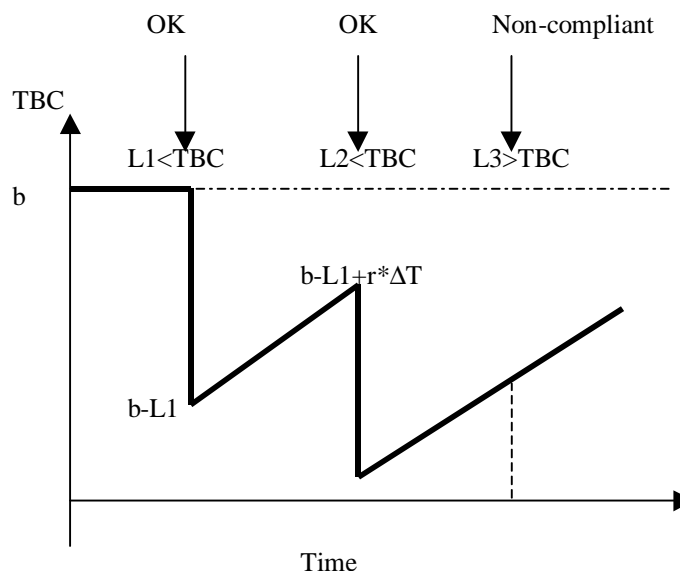 OK OK Non-compliant
TBC
L1<TBC L2<TBC L3>TBC
b
b-L1+r*ΔT
b-L1
Time